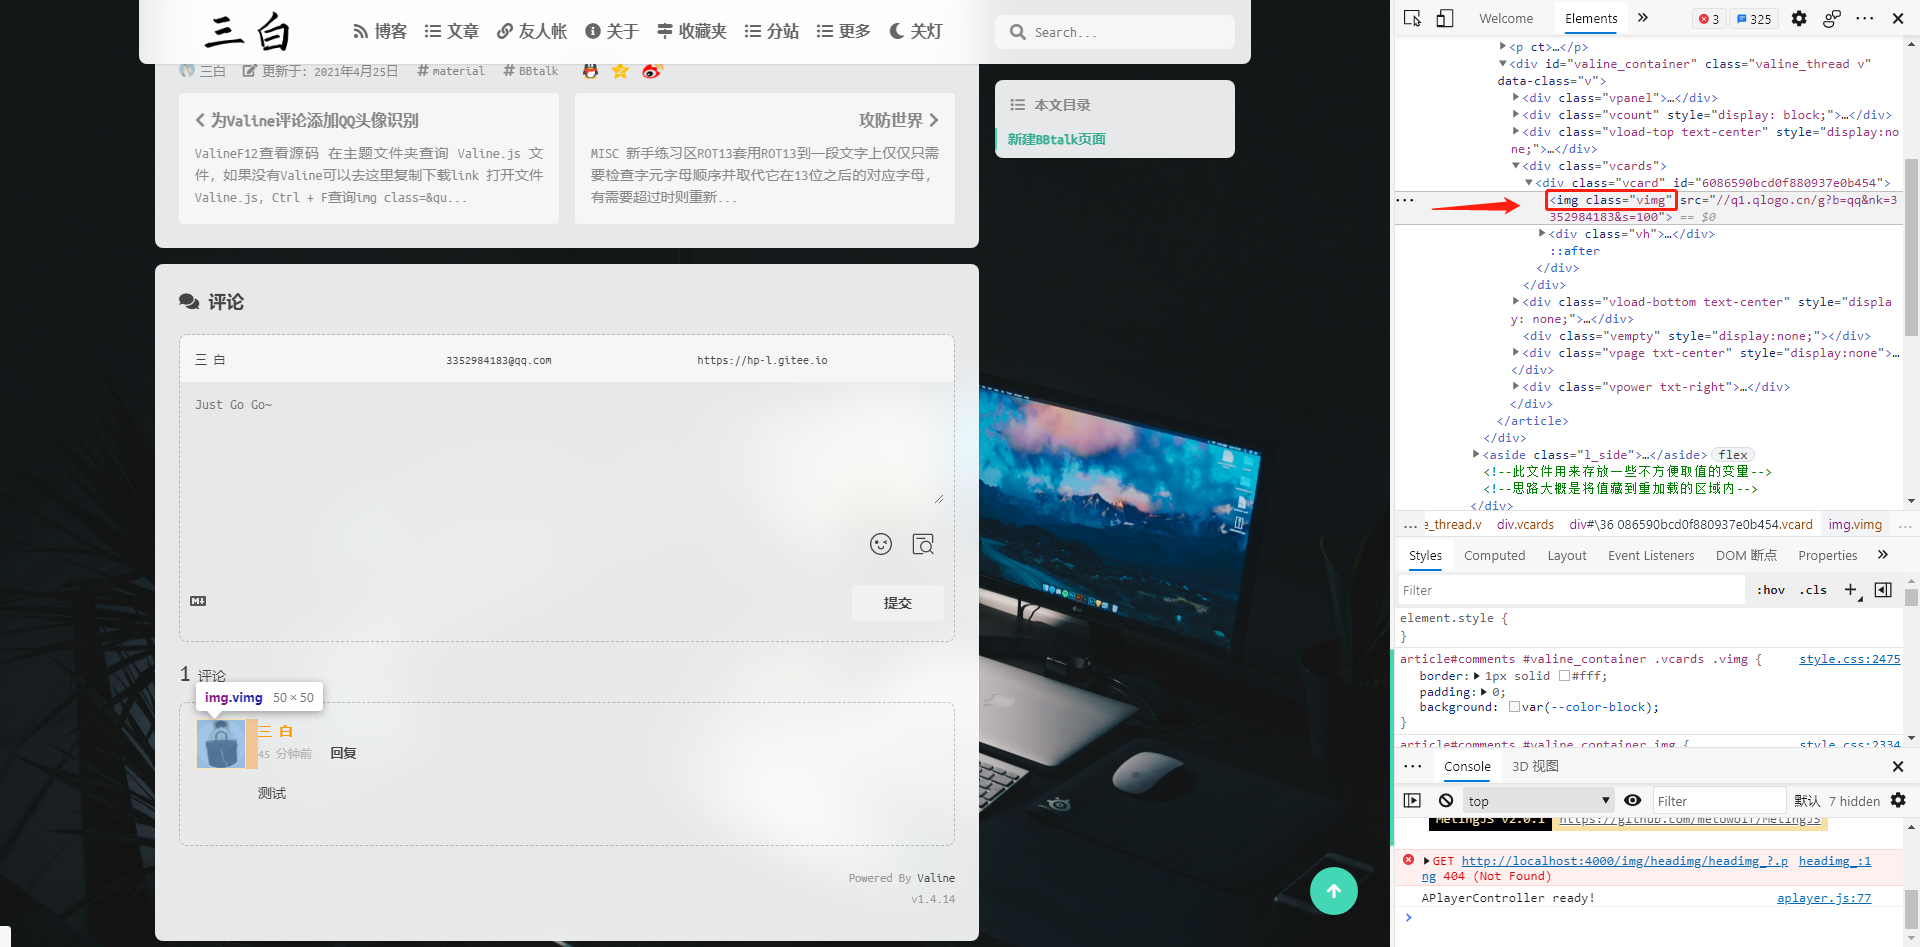 三白
博客
文章
友人帐
关于
收藏夹
分站
更多
关灯
Search...
三白
更新于: 2021年4月25日
# material
# BBtalk
为Valine评论添加QQ头像识别
ValineF12查看源码 在主题文件夹查询 Valine.js 文
件, 如果没有Valine可以去这里复制下载link 打开文件
Valine.js, Ctrl + F查询img class=&qu...
攻防世界
MISC 新手练习区ROT13套用ROT13到一段文字上仅仅只需
要检查字元字母顺序并取代它在13位之后的对应字母,
有需要超过时则重新...
本文目录
新建BBtalk页面
评论
三 白
3352984183@qq.com
https://hp-l.gitee.io
Just Go Go~
提交
1 评论
img.vimg 50 × 50
三 白
45 分钟前 回复
测试
Powered By Valine
v1.4.14
Welcome
Elements
3
325
<p ct>…</p>
<div id="valine_container" class="valine_thread v"
data-class="v">
<div class="vpanel">…</div>
<div class="vcount" style="display: block;">…</div>
<div class="vload-top text-center" style="display:no
ne;">…</div>
<div class="vcards">
<div class="vcard" id="6086590bcd0f880937e0b454">
<img class="vimg" src="//q1.qlogo.cn/g?b=qq&nk=3
352984183&s=100"> == $0
<div class="vh">…</div>
::after
</div>
</div>
<div class="vload-bottom text-center" style="displa
y: none;">…</div>
<div class="vempty" style="display:none;"></div>
<div class="vpage txt-center" style="display:none">…
</div>
<div class="vpower txt-right">…</div>
</div>
</article>
</div>
<aside class="l_side">…</aside> flex
<!--此文件用来存放一些不方便取值的变量-->
<!--思路大概是将值藏到重加载的区域内-->
</div>
… e_thread.v div.vcards div#\36 086590bcd0f880937e0b454.vcard img.vimg …
Styles
Computed
Layout
Event Listeners
DOM 断点
Properties
Filter
:hov
.cls
element.style {
}
article#comments #valine_container .vcards .vimg {
style.css:2475
border: 1px solid #fff;
padding: 0;
background: var(--color-block);
}
article#comments #valine_container img {
style.css:2334
Console
3D 视图
top
Filter
默认
7 hidden
MetingJS v2.0.1 https://github.com/metowolf/MetingJS
GET http://localhost:4000/img/headimg/headimg_?.p headimg_:1
ng 404 (Not Found)
APlayerController ready!
aplayer.js:77